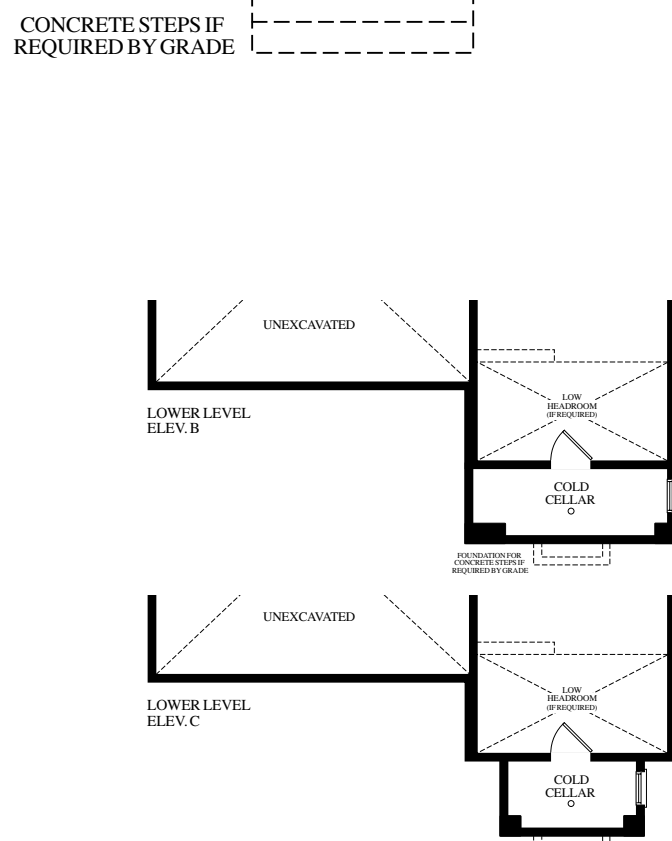 CONCRETE STEPS IF
REQUIRED BY GRADE
UNEXCAVATED
LOWER LEVEL
ELEV. B
LOW
HEADROOM
(IF REQUIRED)
COLD
CELLAR
FOUNDATION FOR
CONCRETE STEPS IF
REQUIRED BY GRADE
UNEXCAVATED
LOWER LEVEL
ELEV. C
LOW
HEADROOM
(IF REQUIRED)
COLD
CELLAR